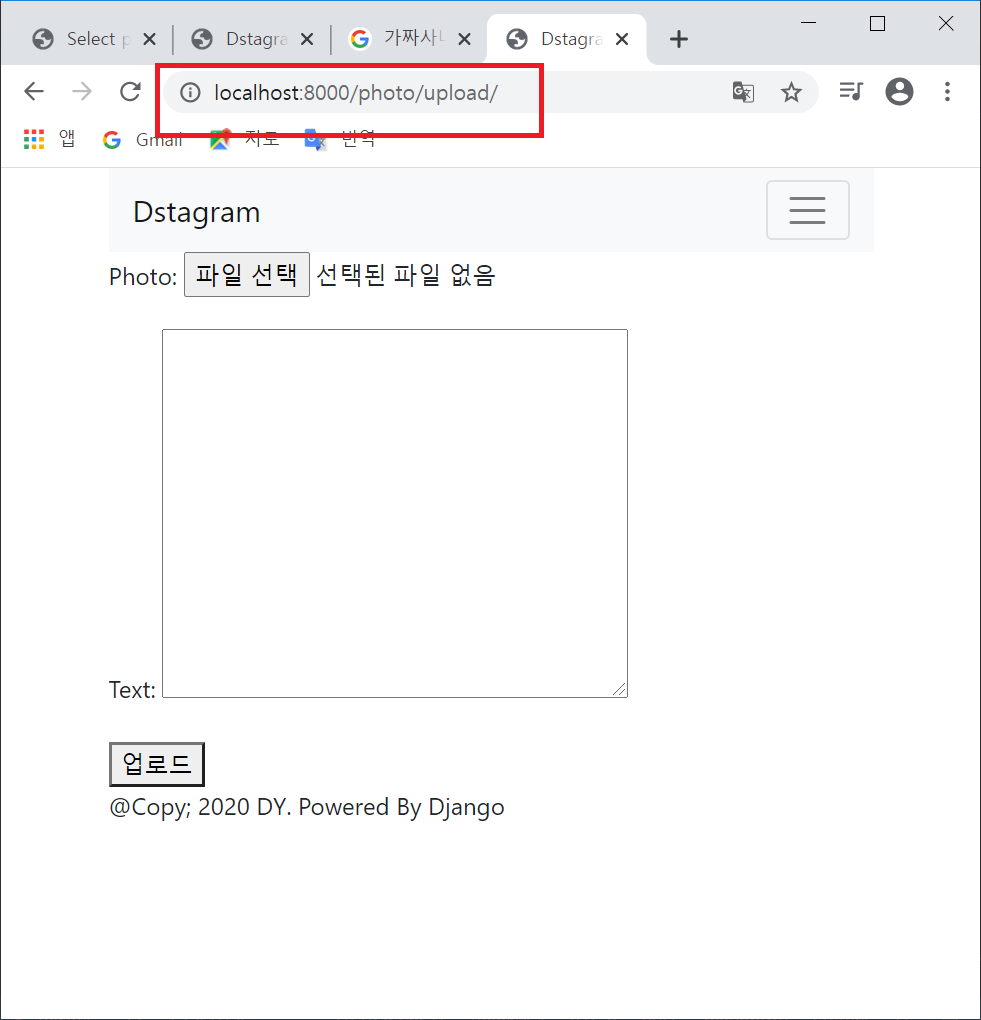 Select p Dstagra 가짜사 Dstagra
localhost:8000/photo/upload/
앱 Gmail 지도 번역
Dstagram
Photo: 파일 선택 선택된 파일 없음
Text:
업로드
@Copy; 2020 DY. Powered By Django